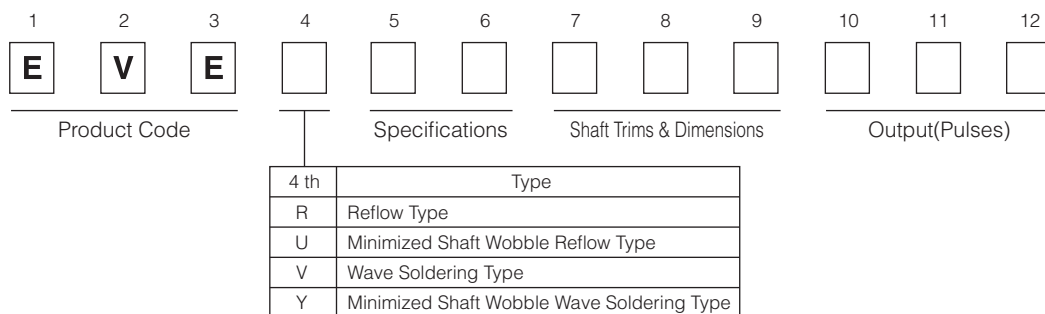 1 2 3 4 5 6 7 8 9 10 11 12
E V E
Product Code Specifications Shaft Trims & Dimensions Output(Pulses)
4 th Type
R Reflow Type
U Minimized Shaft Wobble Reflow Type
V Wave Soldering Type
Y Minimized Shaft Wobble Wave Soldering Type